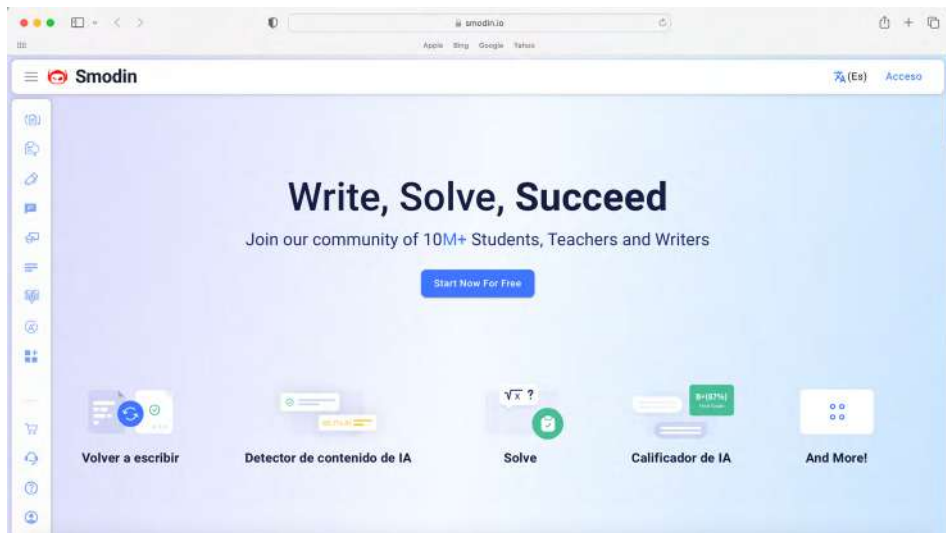 smodin.io
Apple Bing Google Yahoo
Smodin
(Es) Acceso
Write, Solve, Succeed
Join our community of 10M+ Students, Teachers and Writers
Start Now For Free
√x ?
B+(87%)
Volver a escribir
Detector de contenido de IA
Solve
Calificador de IA
And More!